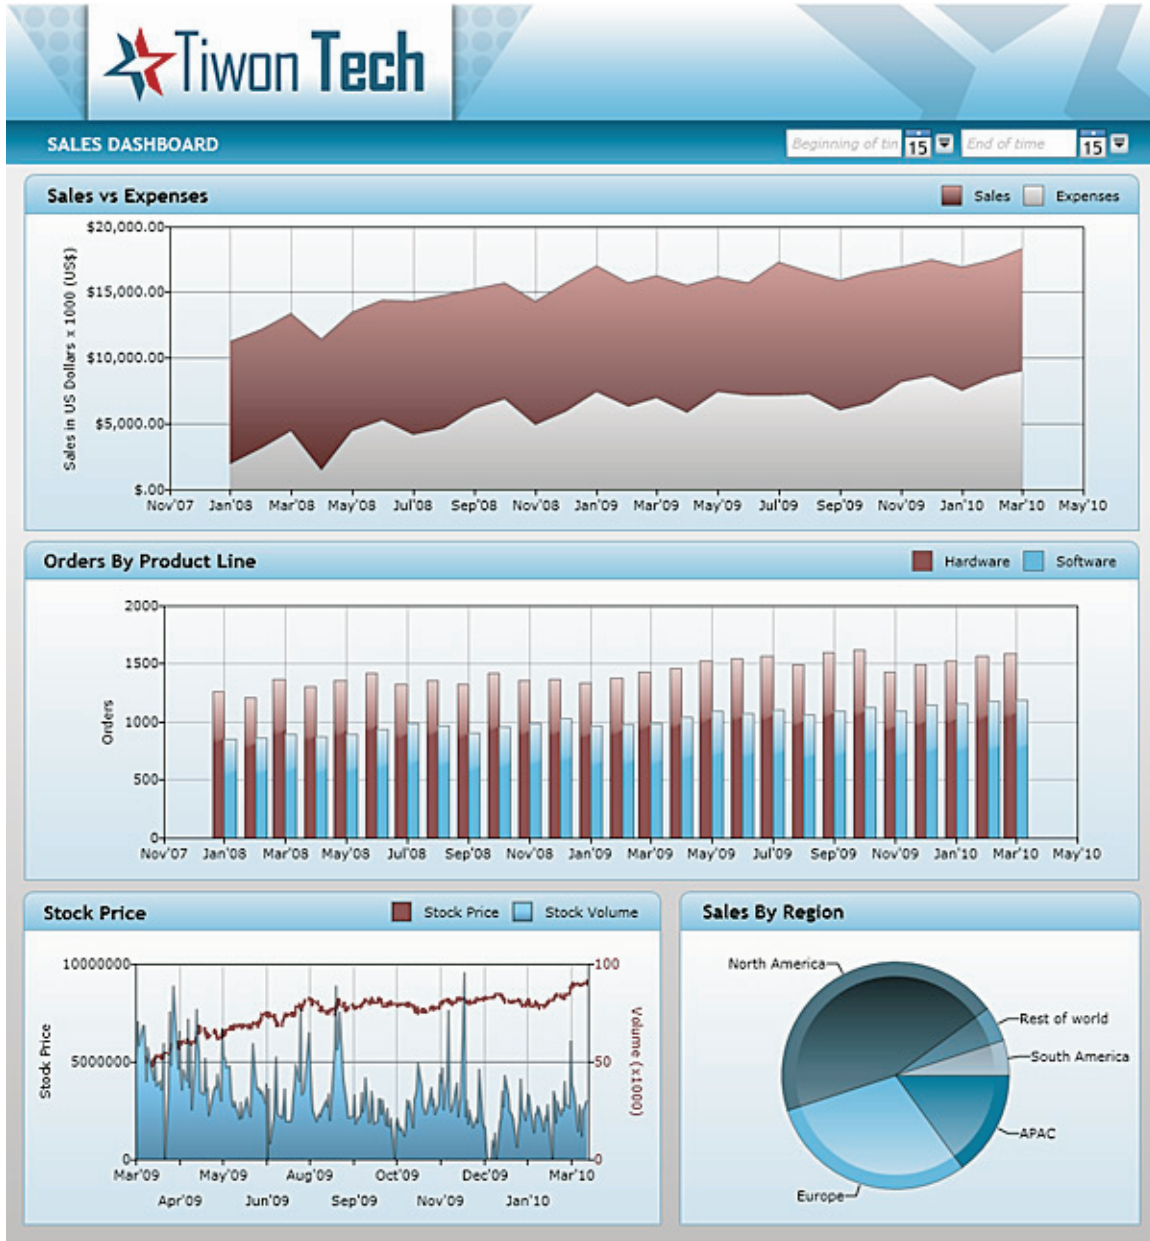 Tiwon Tech
SALES DASHBOARD
Beginning of tin 15 End of time 15
Sales vs Expenses
Sales Expenses
Sales in US Dollars x 1000 (US$)
$20,000.00
$15,000.00
$10,000.00
$5,000.00
$.00
Nov'07 Jan'08 Mar'08 May'08 Jul'08 Sep'08 Nov'08 Jan'09 Mar'09 May'09 Jul'09 Sep'09 Nov'09 Jan'10 Mar'10 May'10
Orders By Product Line
Hardware Software
Orders
2000
1500
1000
500
0
Nov'07 Jan'08 Mar'08 May'08 Jul'08 Sep'08 Nov'08 Jan'09 Mar'09 May'09 Jul'09 Sep'09 Nov'09 Jan'10 Mar'10 May'10
Stock Price
Stock Price Stock Volume
Stock Price
10000000
5000000
0
100
50
0
Volume (x1000)
Mar'09 May'09 Aug'09 Oct'09 Dec'09 Mar'10
Apr'09 Jun'09 Sep'09 Nov'09 Jan'10
Sales By Region
North America
Rest of world
South America
APAC
Europe